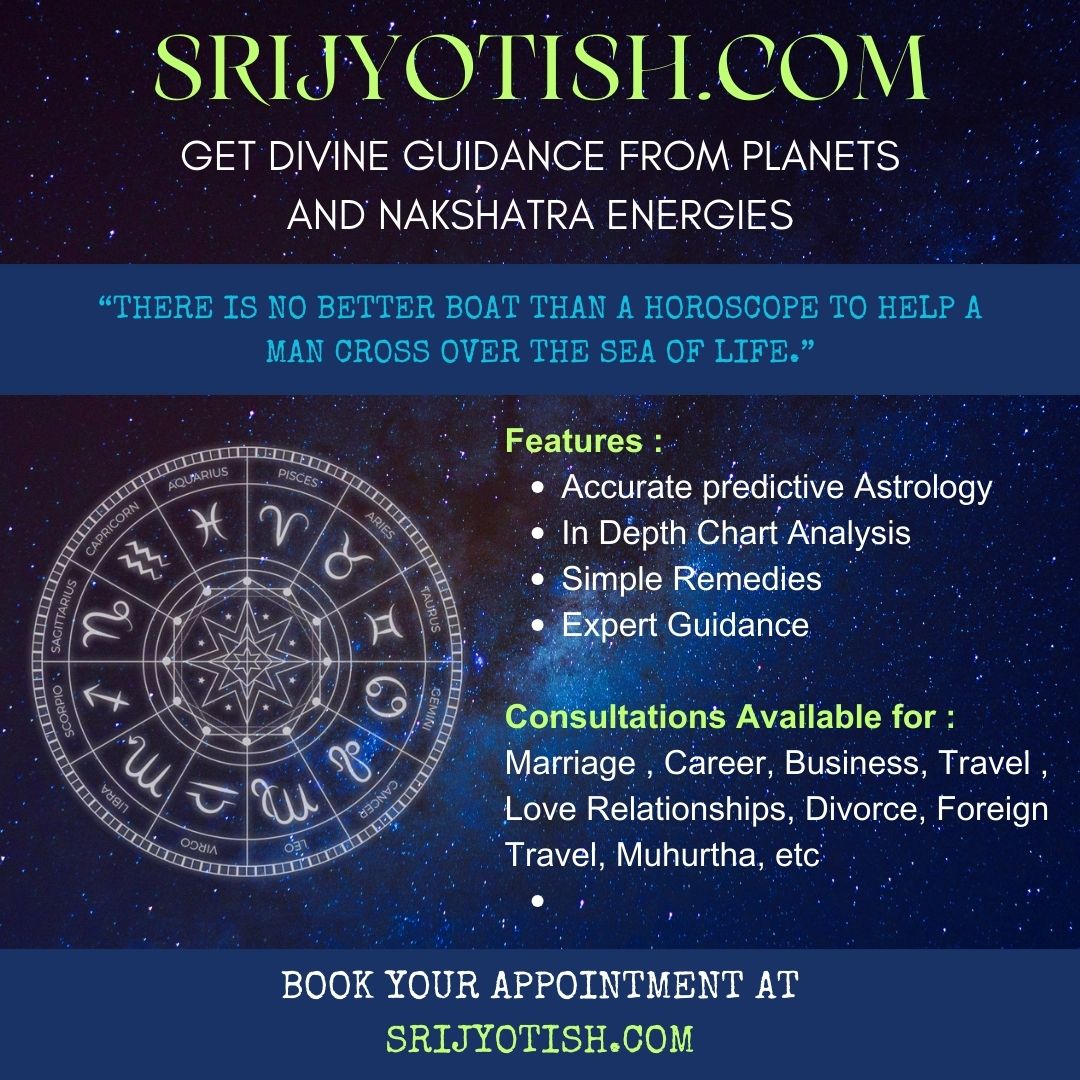 SRIJYOTISH.COM
GET DIVINE GUIDANCE FROM PLANETS
AND NAKSHATRA ENERGIES
“THERE IS NO BETTER BOAT THAN A HOROSCOPE TO HELP A
MAN CROSS OVER THE SEA OF LIFE.”
AQUARIUS
PISCES
CAPRICORN
ARIES
SAGITTARIUS
TAURUS
SCORPIO
GEMINI
LIBRA
CANCER
VIRGO
LEO
Features :
• Accurate predictive Astrology
• In Depth Chart Analysis
• Simple Remedies
• Expert Guidance
Consultations Available for :
Marriage , Career, Business, Travel ,
Love Relationships, Divorce, Foreign
Travel, Muhurtha, etc
•
BOOK YOUR APPOINTMENT AT
SRIJYOTISH.COM